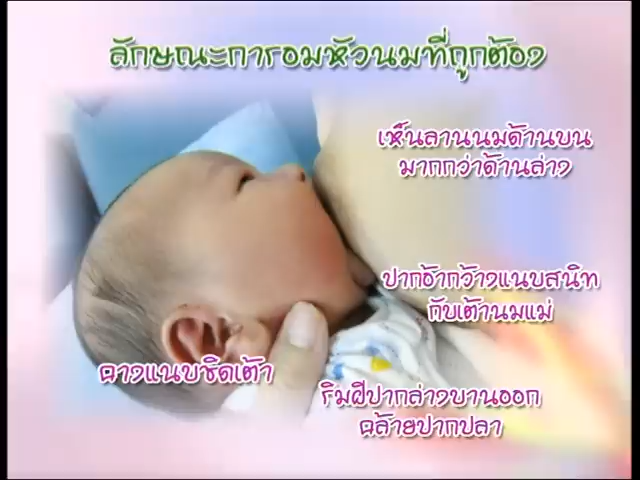 ลักษณะการอมหัวนมที่ถูกต้อง
เห็นลานนมด้านบน
มากกว่าด้านล่าง
ปากอ้ากว้างแนบสนิท
กับเต้านมแม่
คางแนบชิดเต้า
ริมฝีปากล่างบานออก
คล้ายปากปลา